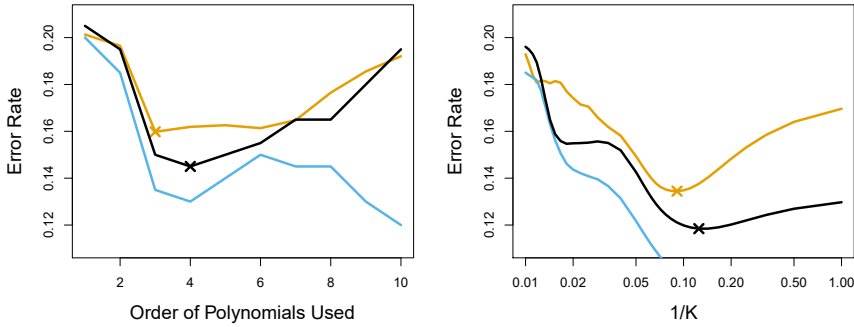 Error Rate
0.12 0.14 0.16 0.18 0.20
2 4 6 8 10
Order of Polynomials Used
Error Rate
0.12 0.14 0.16 0.18 0.20
0.01 0.02 0.05 0.10 0.20 0.50 1.00
1/K